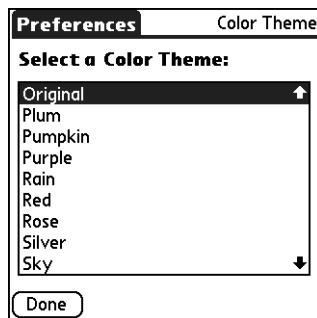 Preferences Color Theme
Select a Color Theme:
Original
Plum
Pumpkin
Purple
Rain
Red
Rose
Silver
Sky
Done